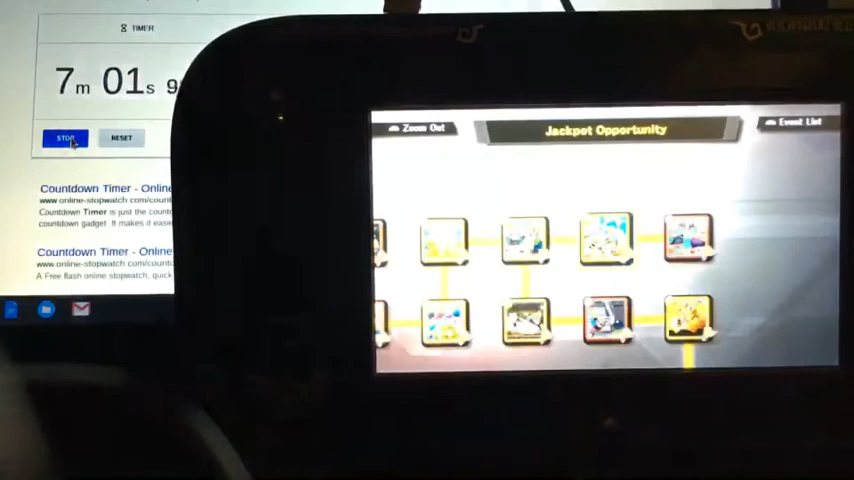 TIMER
7m 01s 9
STOP RESET
Countdown Timer - Online
www.online-stopwatch.com/count
Countdown Timer is just the count
countdown gadget. It makes it easie
Countdown Timer - Online
www.online-stopwatch.com/count
A Free flash online stopwatch, quick
Zoom Out
Jackpot Opportunity
Event List